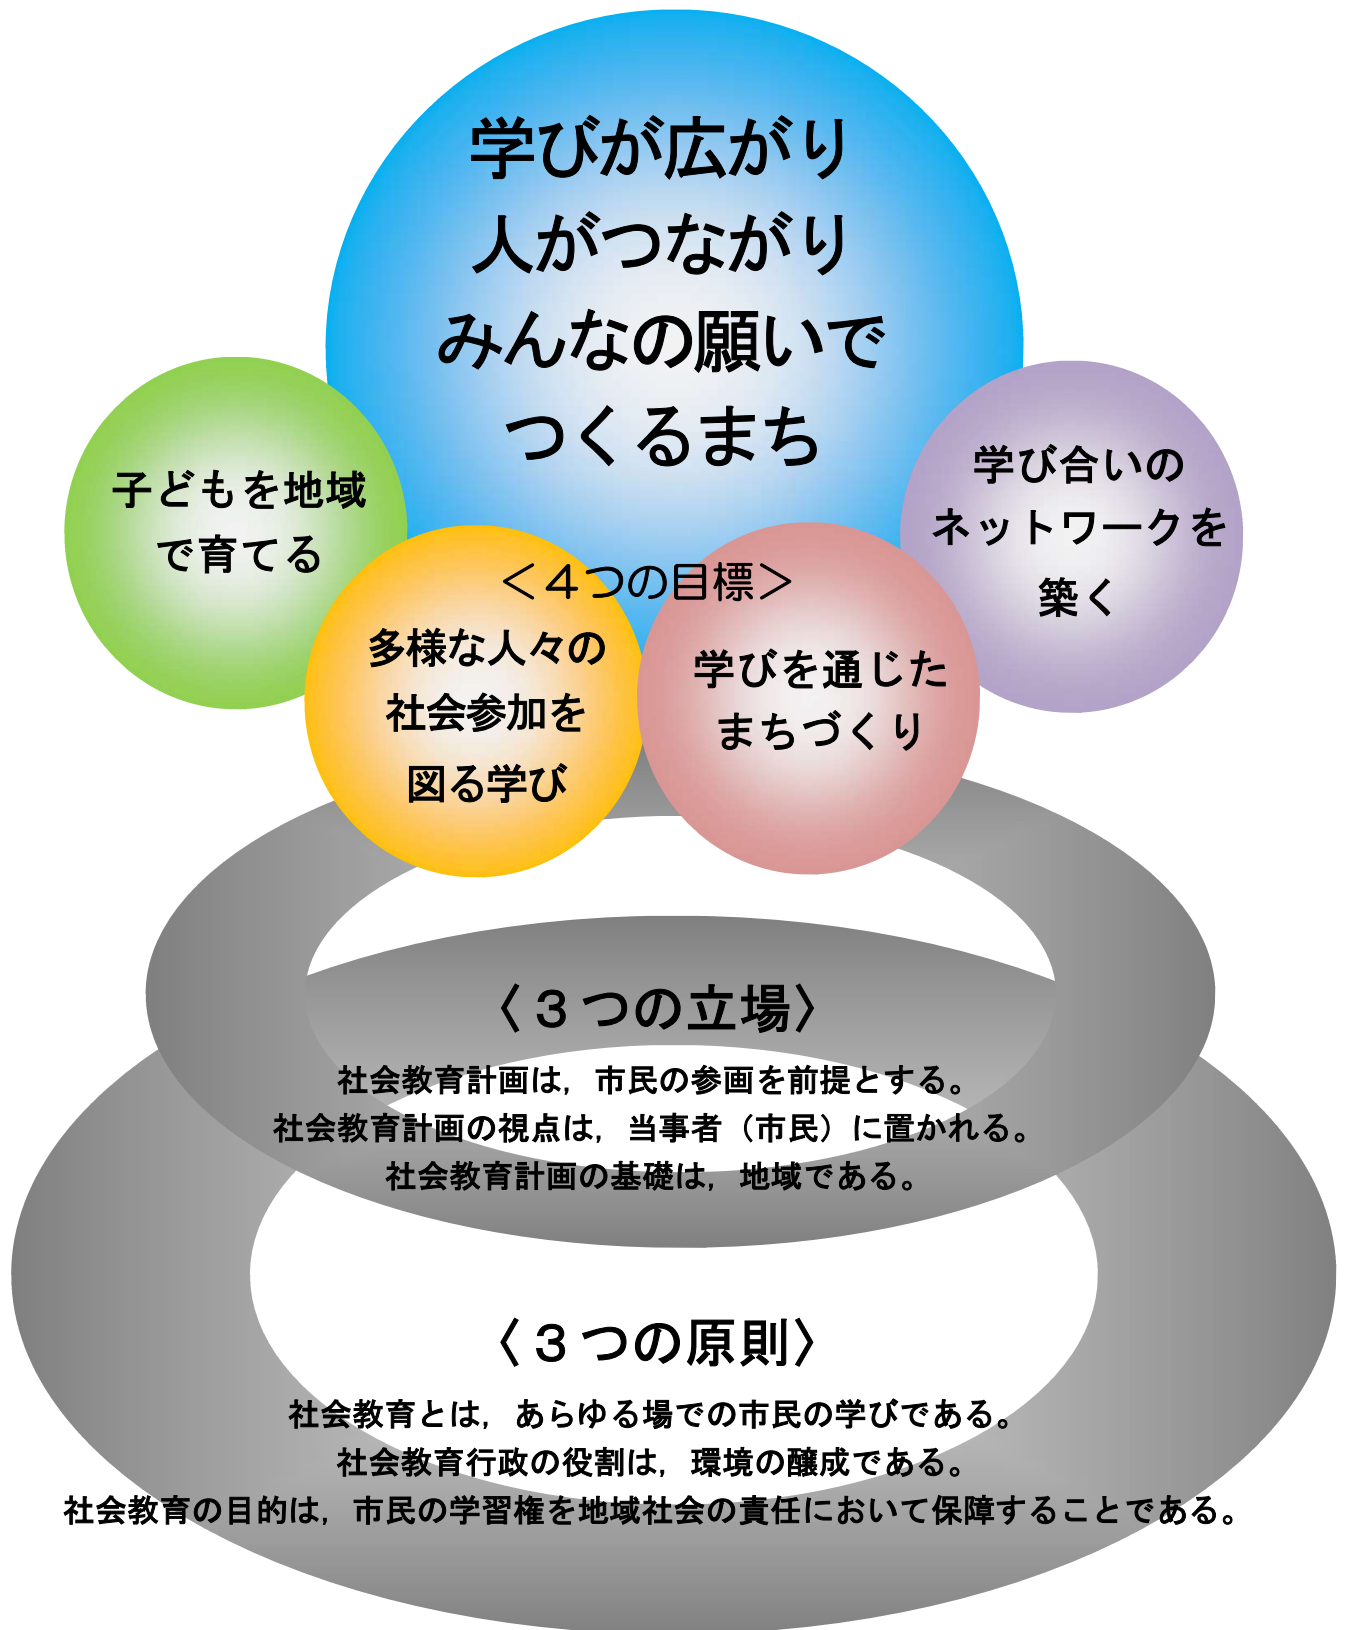 学びが広がり
人がつながり
みんなの願いで
つくるまち
子どもを地域
で育てる
学び合いの
ネットワークを
築く
＜４つの目標＞
多様な人々の
社会参加を
図る学び
学びを通じた
まちづくり
〈３つの立場〉
社会教育計画は，市民の参画を前提とする。
社会教育計画の視点は，当事者（市民）に置かれる。
社会教育計画の基礎は，地域である。
〈３つの原則〉
社会教育とは，あらゆる場での市民の学びである。
社会教育行政の役割は，環境の醸成である。
社会教育の目的は，市民の学習権を地域社会の責任において保障することである。